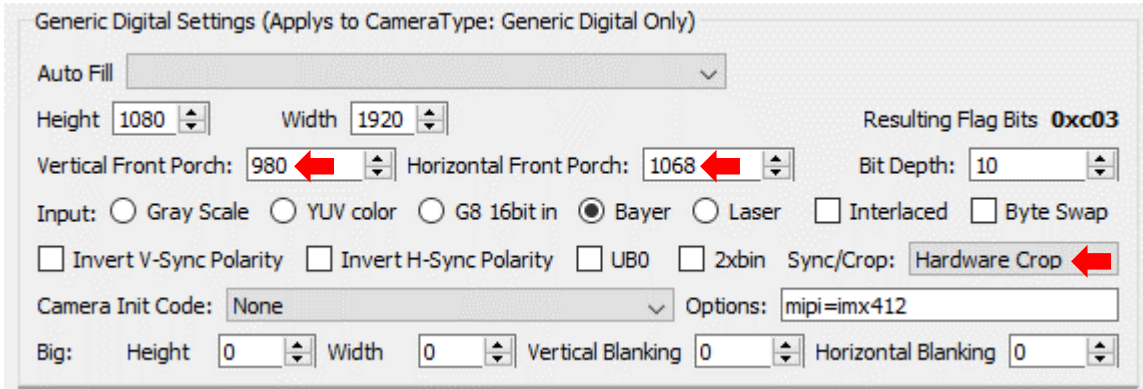 Generic Digital Settings (Applys to CameraType: Generic Digital Only)
Auto Fill
Height 1080 Width 1920 Resulting Flag Bits 0xc03
Vertical Front Porch: 980 Horizontal Front Porch: 1068 Bit Depth: 10
Input: Gray Scale YUV color G8 16bit in Bayer Laser Interlaced Byte Swap
Invert V-Sync Polarity Invert H-Sync Polarity UB0 2xbin Sync/Crop: Hardware Crop
Camera Init Code: None Options: mipi=imx412
Big: Height 0 Width 0 Vertical Blanking 0 Horizontal Blanking 0